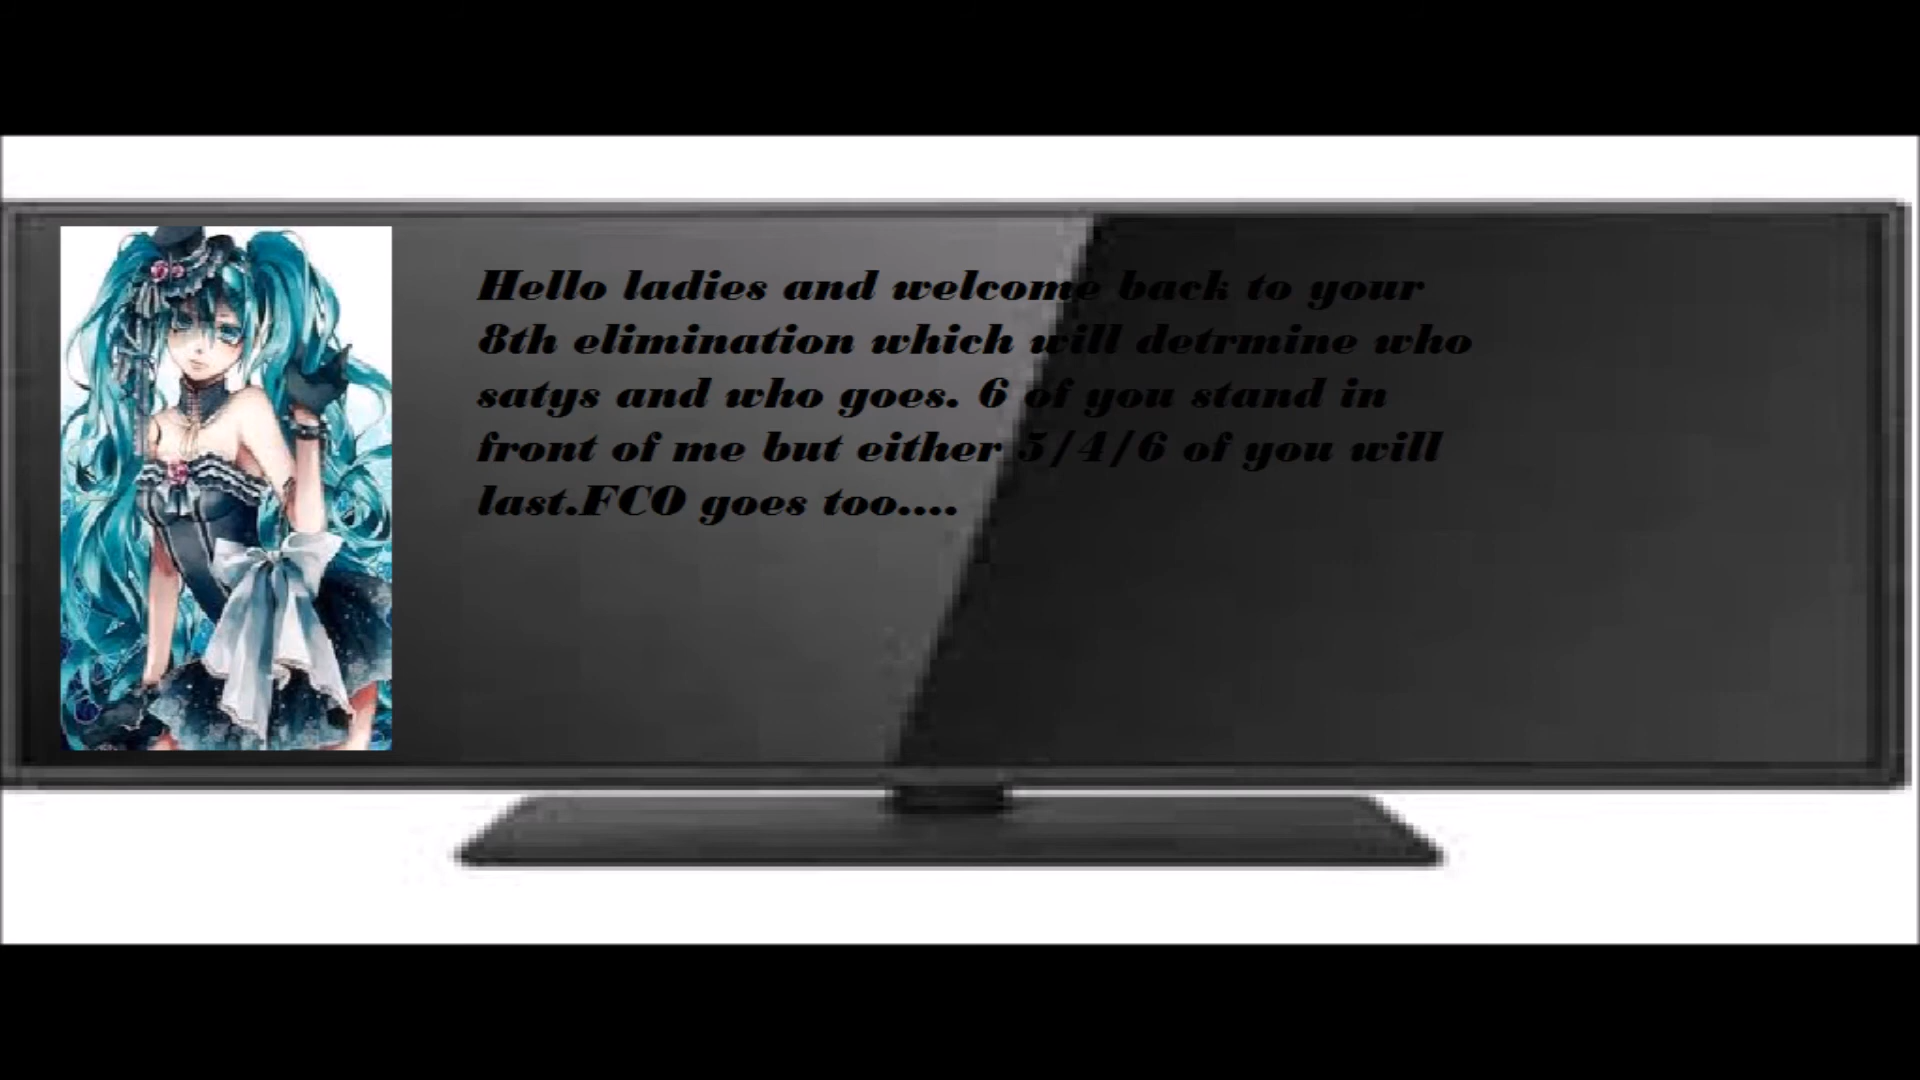 Hello ladies and welcome back to your
8th elimination which will detrmine who
satys and who goes. 6 of you stand in
front of me but either 5/4/6 of you will
last.FCO goes too....